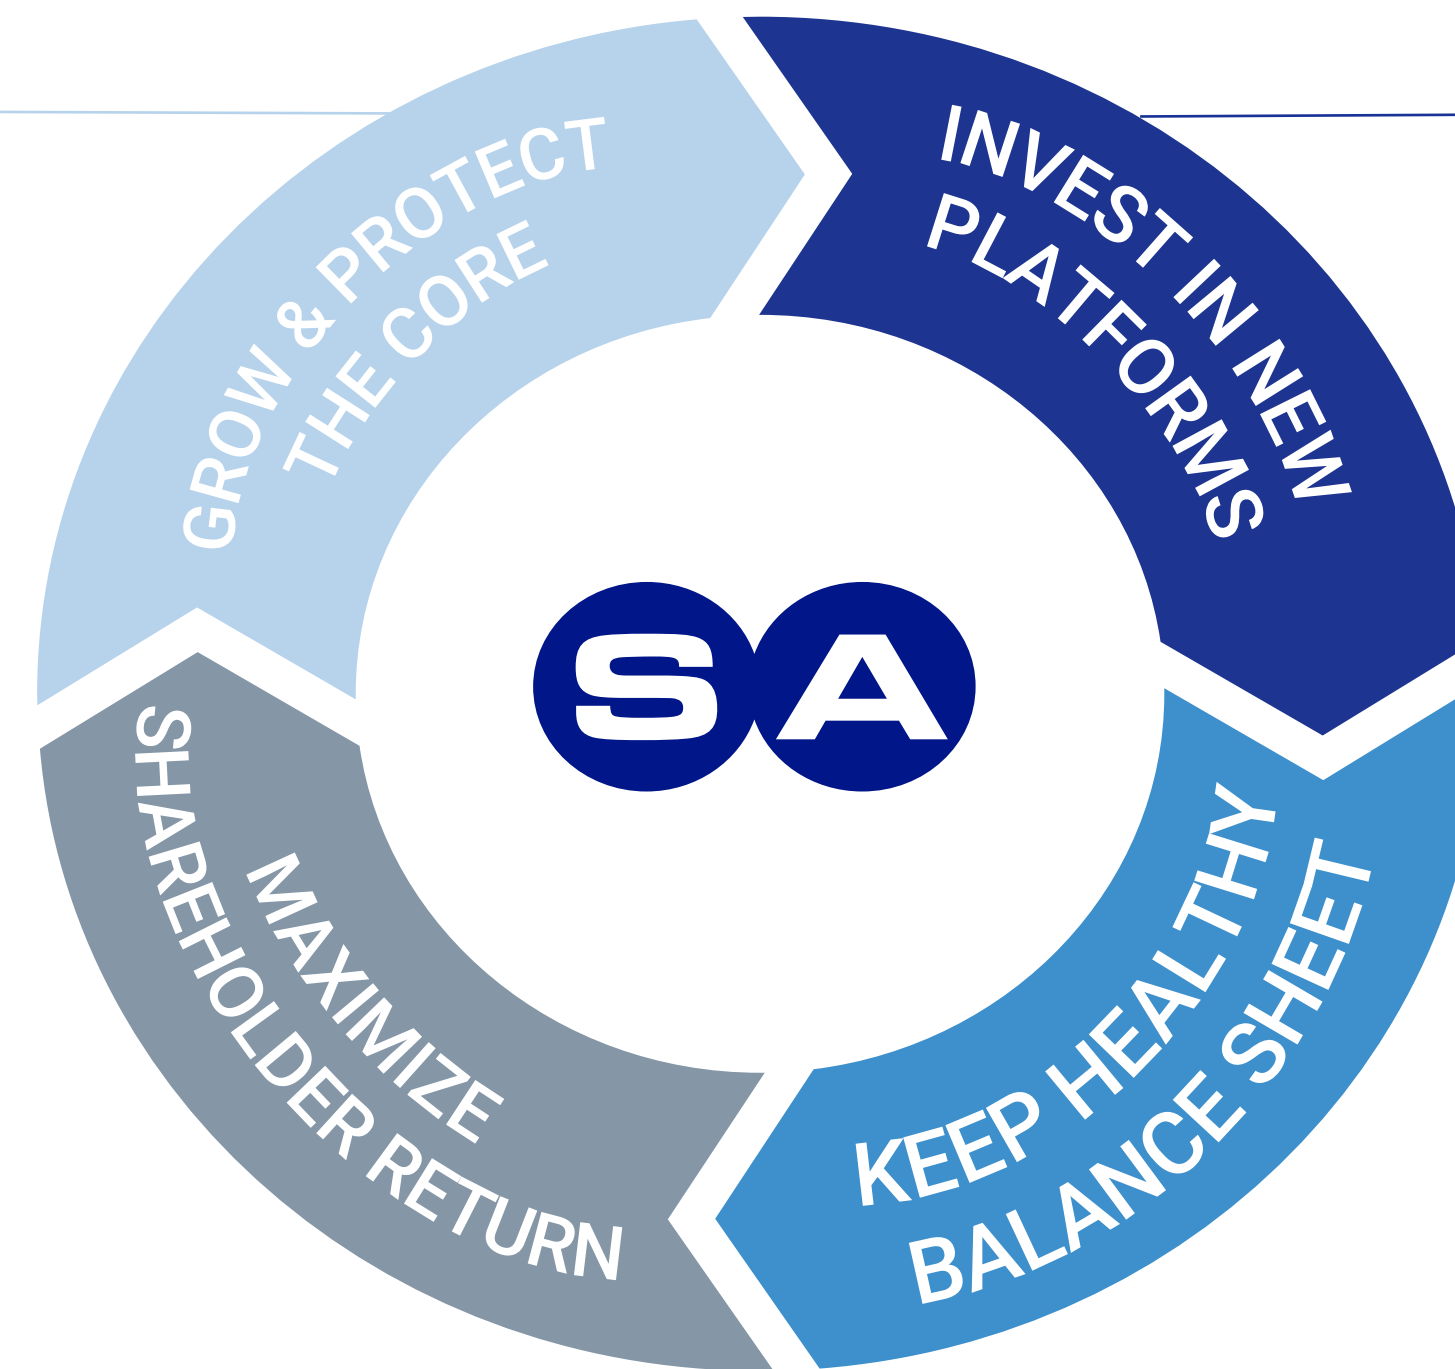 GROW & PROTECT
THE CORE
INVEST IN NEW
PLATFORMS
SA
KEEP HEALTHY
BALANCE SHEET
MAXIMIZE
SHAREHOLDER RETURN